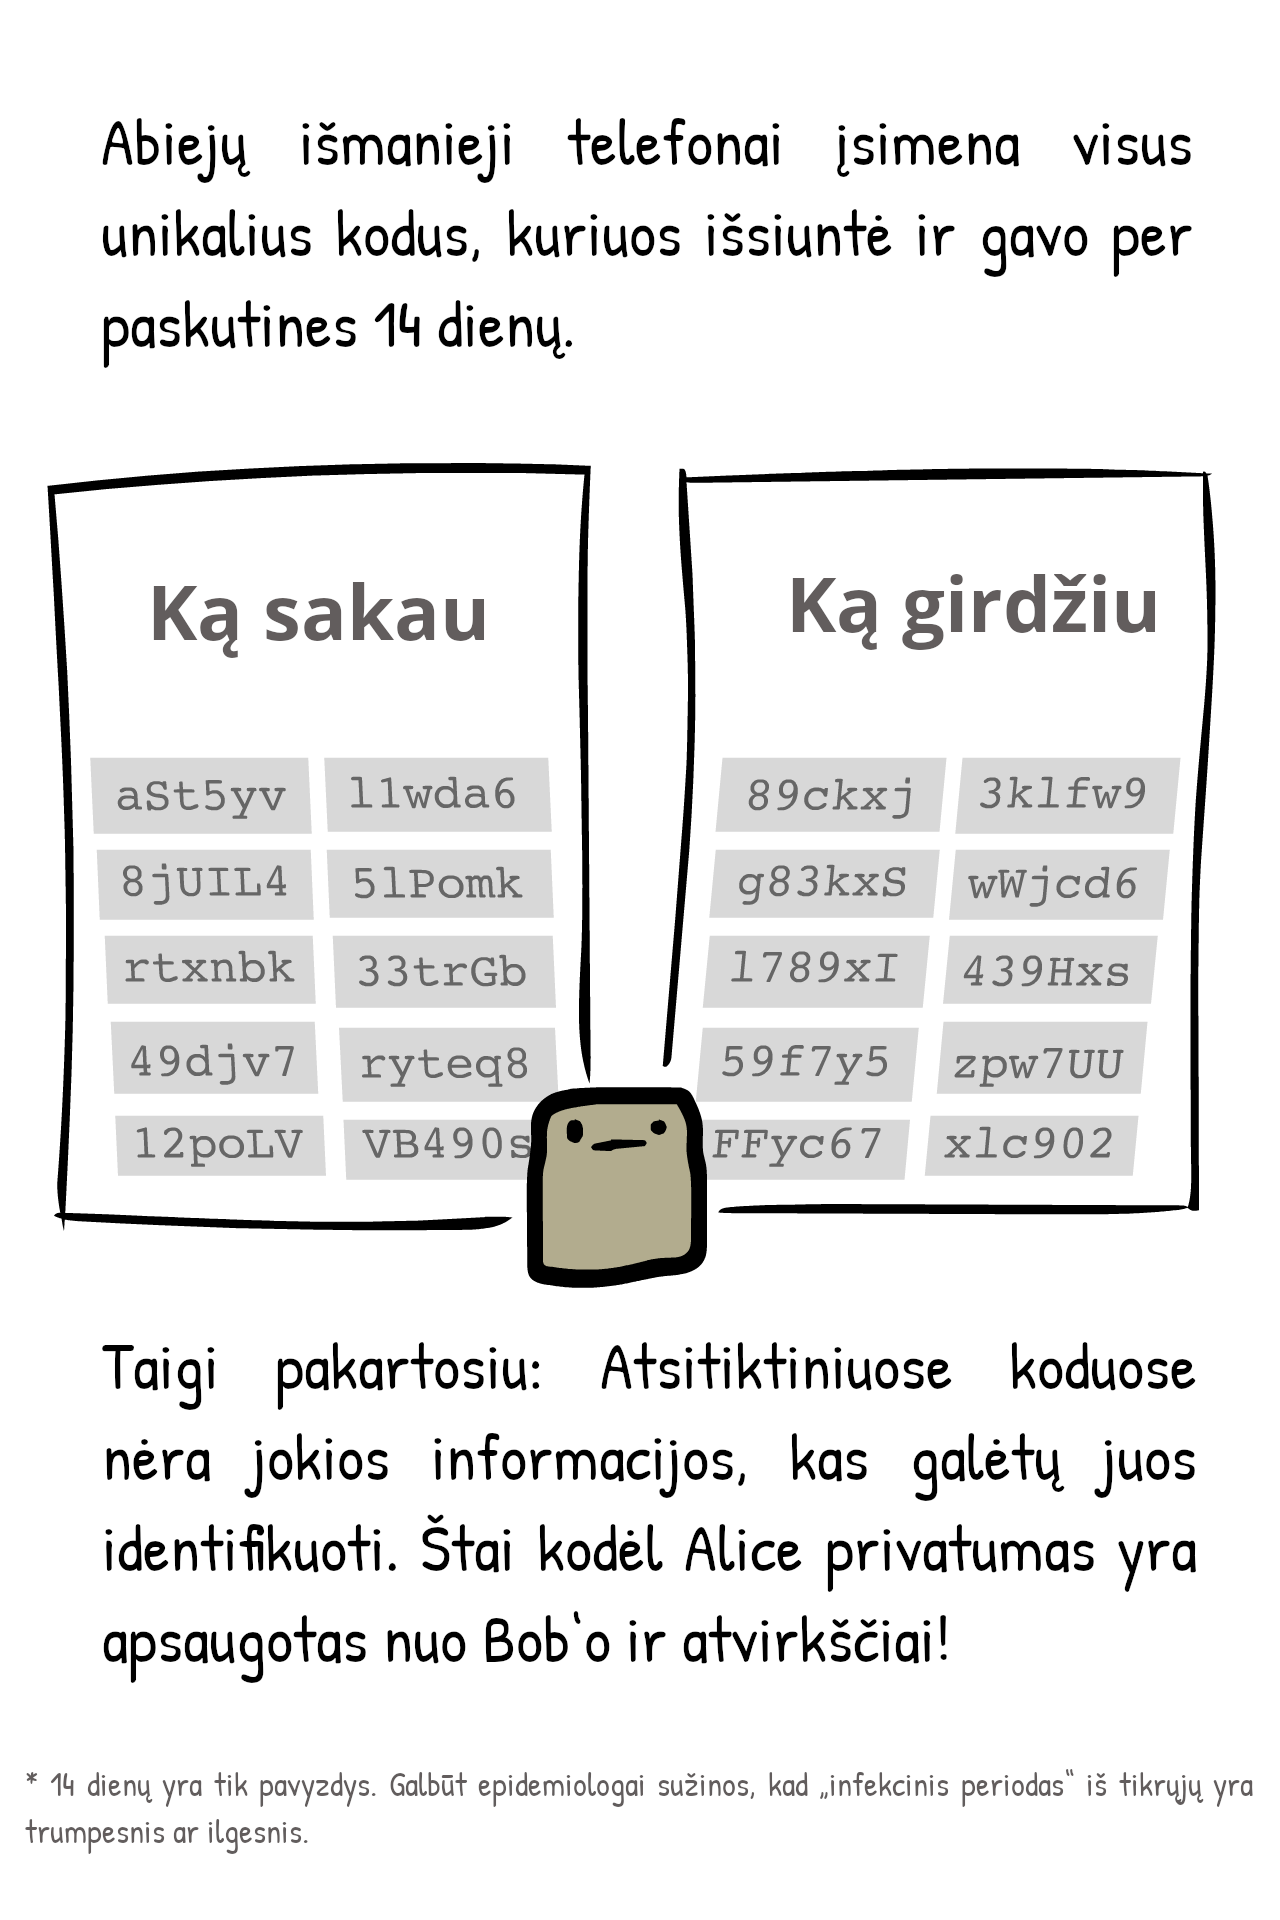 Abiejų išmanieji telefonai įsimena visus
unikalius kodus, kuriuos išsiuntė ir gavo per
paskutines 14 dienų.
Ką sakau
aSt5yv l1wda6
8jUIL4 5lPomk
rtxnbk 33trGb
49djv7 ryteq8
12poLV VB490s
Ką girdžiu
89ckxj 3klfw9
g83kxS wWjcd6
l789xI 439Hxs
59f7y5 zpw7UU
FFyc67 xlc902
Taigi pakartosiu: Atsitiktiniuose koduose
nėra jokios informacijos, kas galėtų juos
identifikuoti. Štai kodėl Alice privatumas yra
apsaugotas nuo Bob‘o ir atvirkščiai!
* 14 dienų yra tik pavyzdys. Galbūt epidemiologai sužinos, kad „infekcinis periodas“ iš tikrųjų yra
trumpesnis ar ilgesnis.